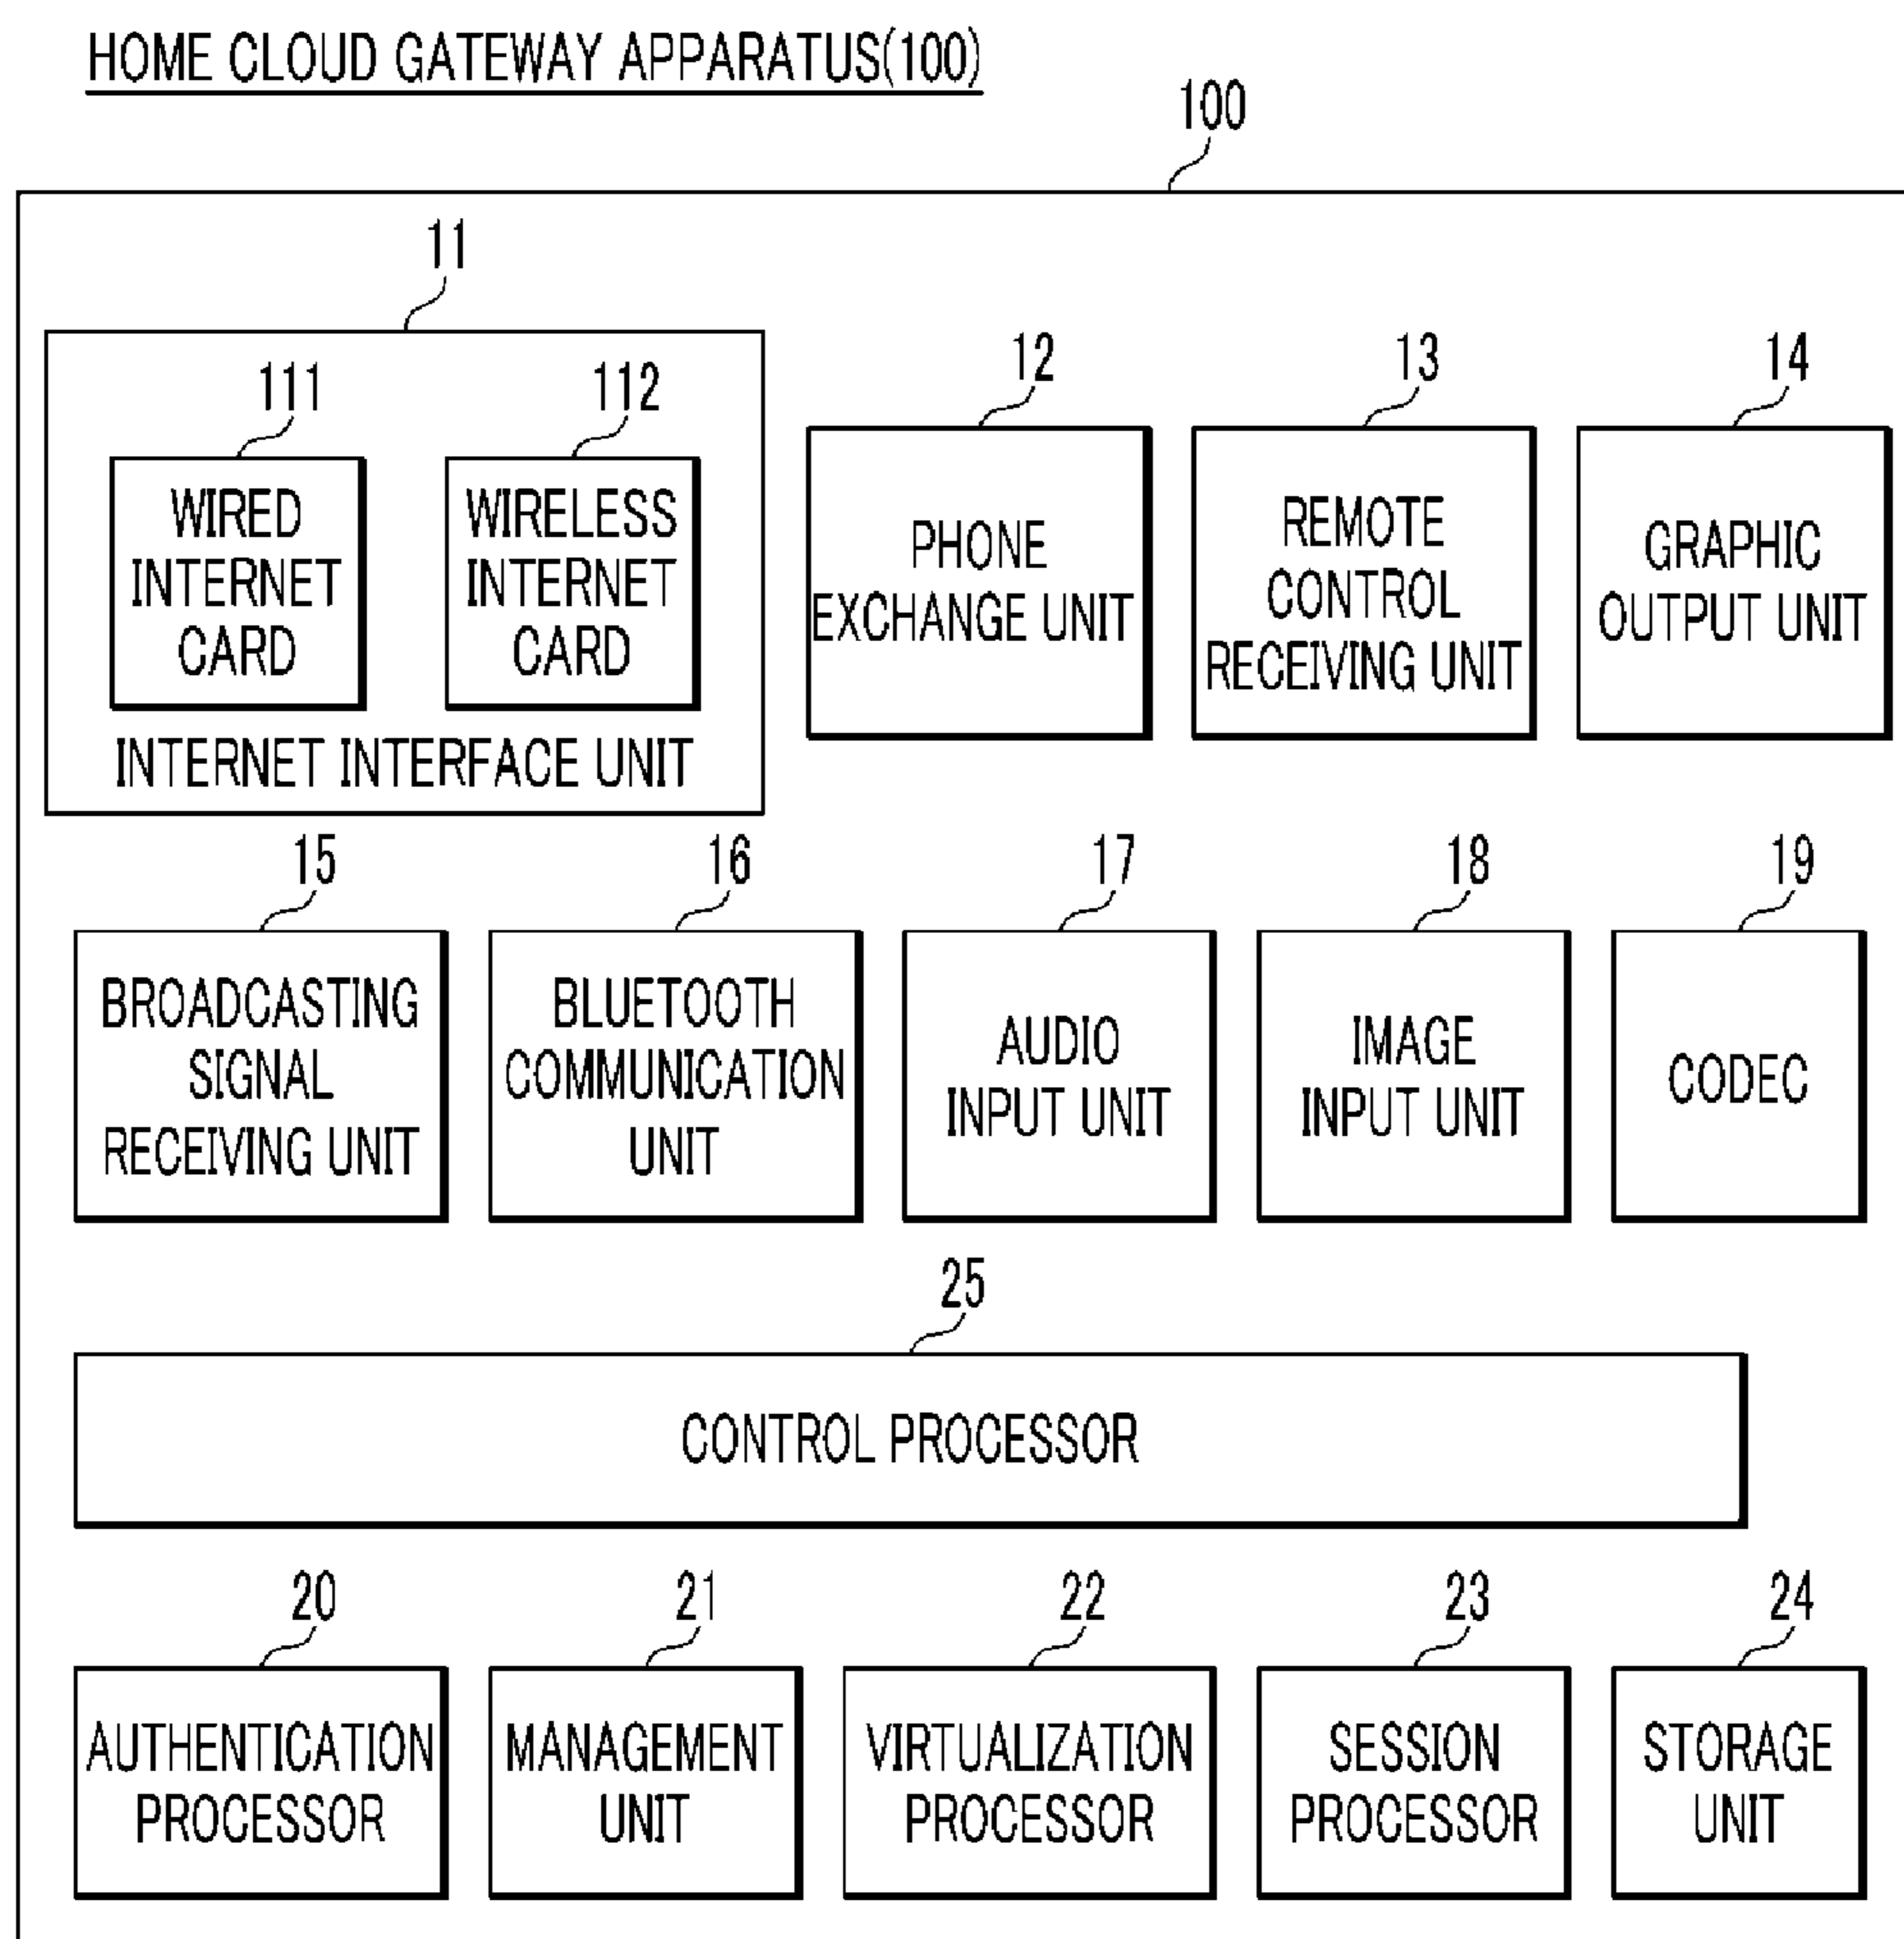 HOME CLOUD GATEWAY APPARATUS(100)
100
11
111
112
12
13
14
WIRED
INTERNET
CARD
WIRELESS
INTERNET
CARD
INTERNET INTERFACE UNIT
PHONE
EXCHANGE UNIT
REMOTE
CONTROL
RECEIVING UNIT
GRAPHIC
OUTPUT UNIT
15
16
17
18
19
BROADCASTING
SIGNAL
RECEIVING UNIT
BLUETOOTH
COMMUNICATION
UNIT
AUDIO
INPUT UNIT
IMAGE
INPUT UNIT
CODEC
25
CONTROL PROCESSOR
20
21
22
23
24
AUTHENTICATION
PROCESSOR
MANAGEMENT
UNIT
VIRTUALIZATION
PROCESSOR
SESSION
PROCESSOR
STORAGE
UNIT